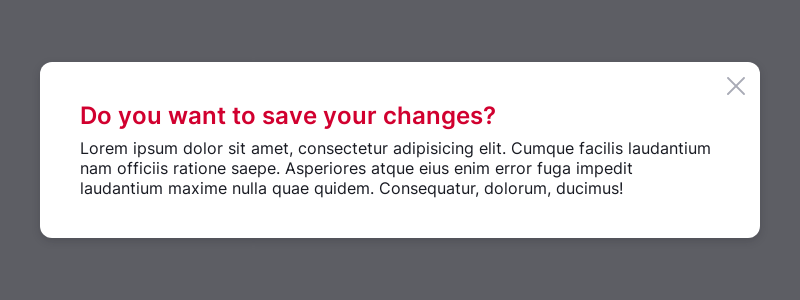 Do you want to save your changes?
Lorem ipsum dolor sit amet, consectetur adipisicing elit. Cumque facilis laudantium
nam officiis ratione saepe. Asperiores atque eius enim error fuga impedit
laudantium maxime nulla quae quidem. Consequatur, dolorum, ducimus!